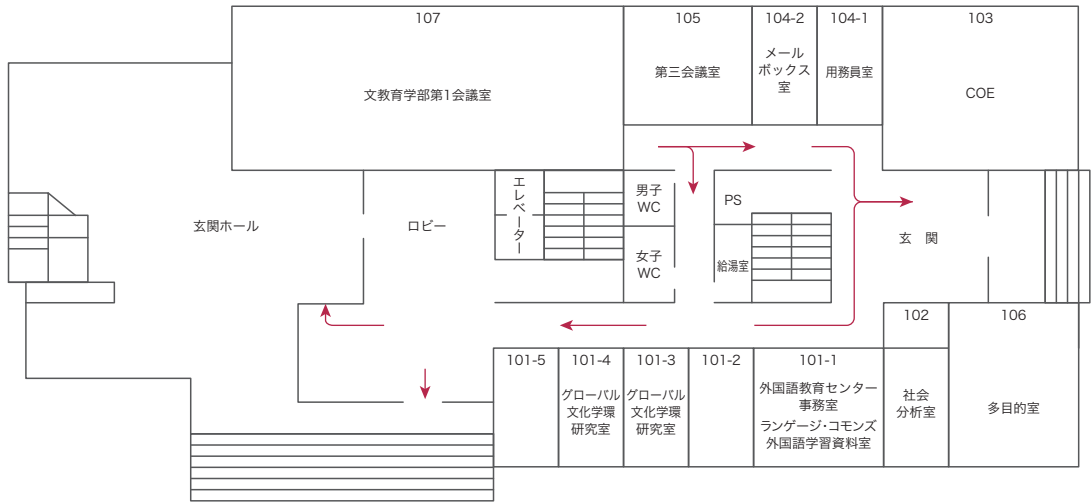 107
文教育学部第1会議室
105
第三会議室
104-2
メール
ボックス
室
104-1
用務員室
103
COE
玄関ホール
ロビー
エレベーター
男子
WC
女子
WC
PS
給湯室
玄　関
101-5
101-4
グローバル
文化学環
研究室
101-3
グローバル
文化学環
研究室
101-2
101-1
外国語教育センター
事務室
ランゲージ・コモンズ
外国語学習資料室
102
社会
分析室
106
多目的室